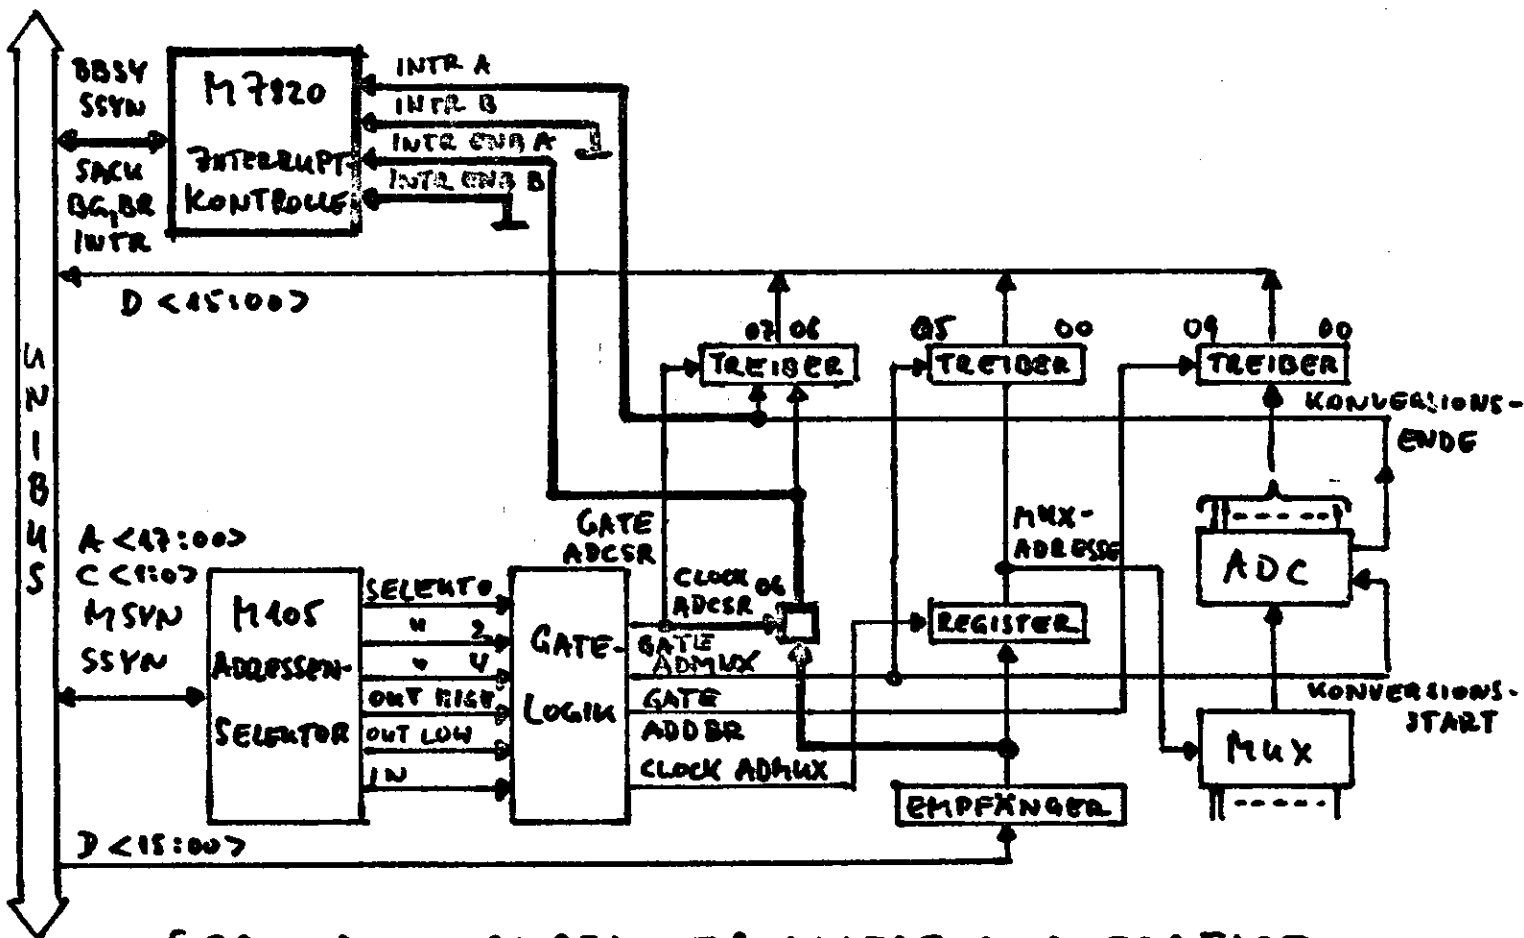 UNIBUS
BBSY
SSYN
SACK
BG, BR
INTR
M7820
INTERRUPT-
KONTROLLE
INTR A
INTR B
INTR ENB A
INTR ENB B
D <15:00>
07 06
TREIBER
05 00
TREIBER
09 00
TREIBER
KONVERSIONS-
ENDE
GATE
ADCSR
MUX-
ADRESSE
ADC
A <17:00>
C <1:0>
MSYN
SSYN
M105
ADRESSEN-
SELEKTOR
SELEKT 0
" 2
" 4
OUT HIGH
OUT LOW
IN
GATE-
LOGIK
CLOCK
ADCSR
06
GATE
ADMUX
GATE
ADDBR
CLOCK ADMUX
REGISTER
EMPFÄNGER
KONVERSIONS-
START
MUX
D <15:00>